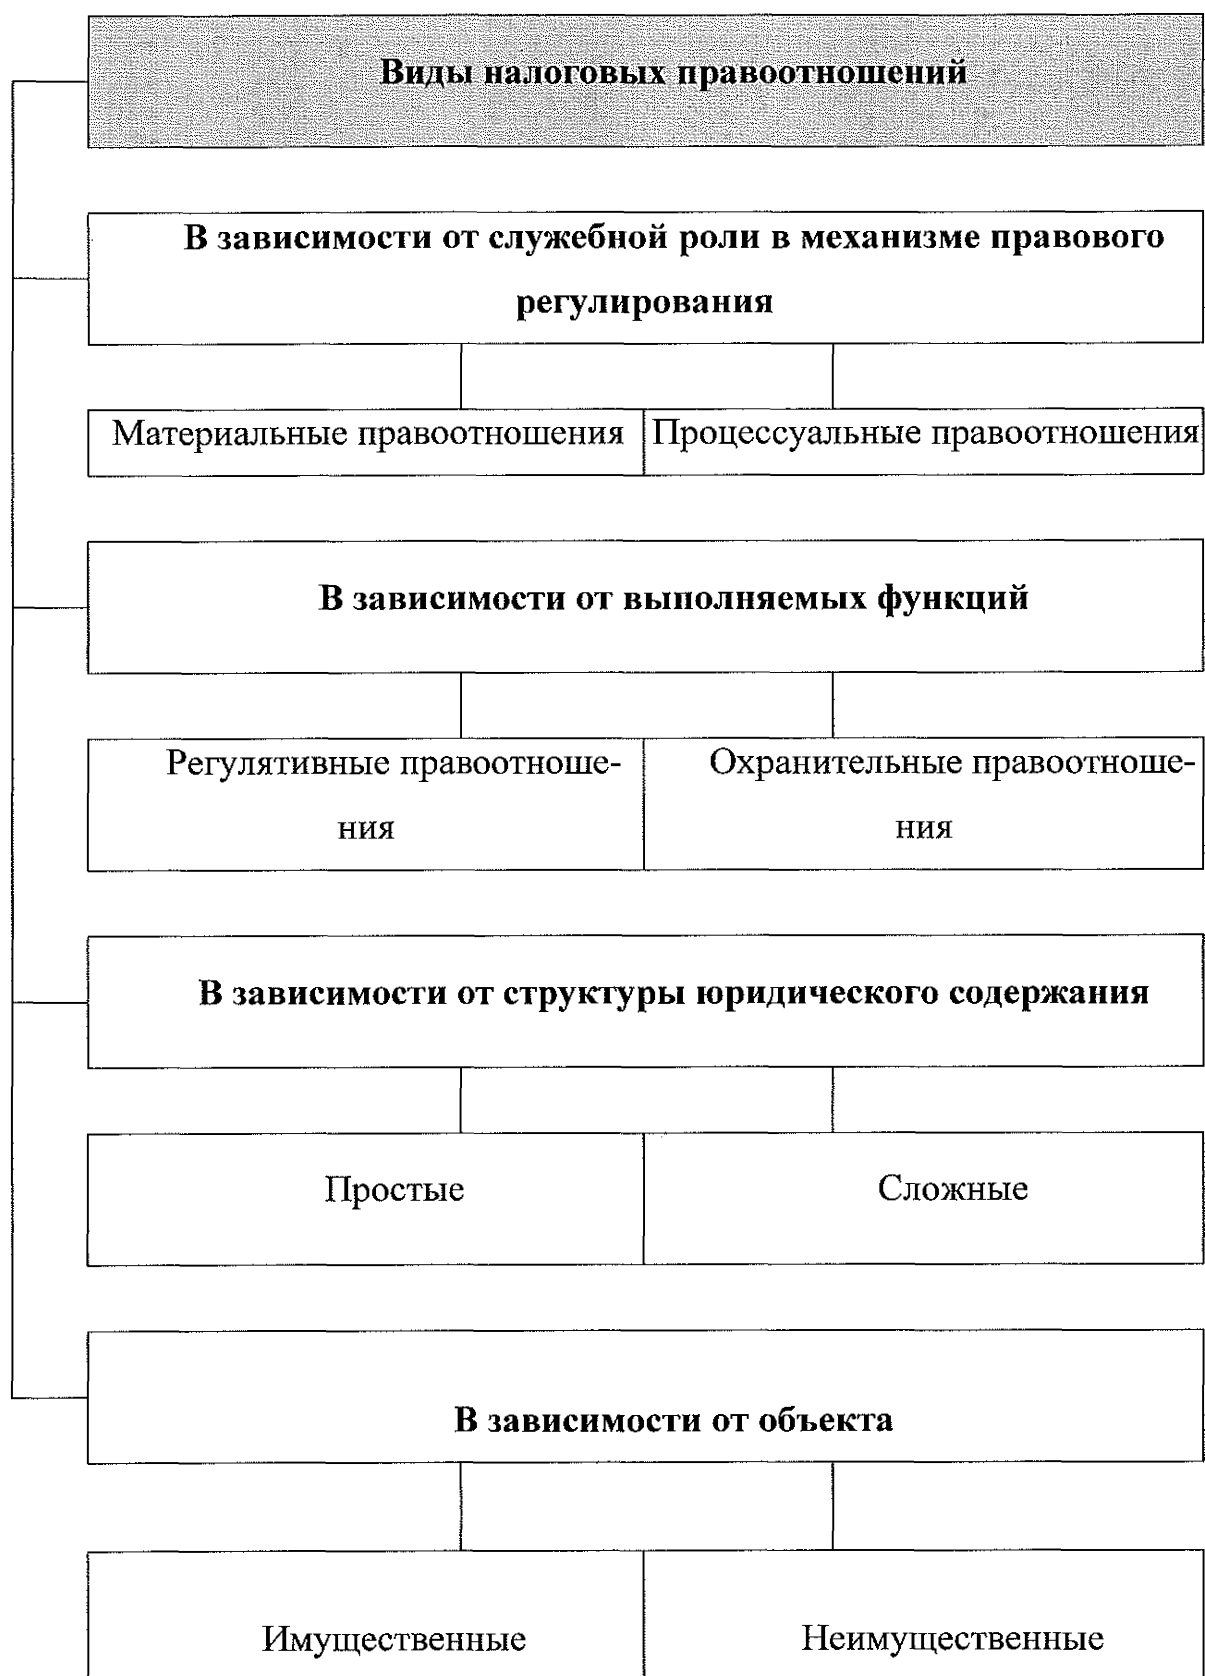 Виды налоговых правоотношений
В зависимости от служебной роли в механизме правового
регулирования
Материальные правоотношения
Процессуальные правоотношения
В зависимости от выполняемых функций
Регулятивные правоотноше-
ния
Охранительные правоотноше-
ния
В зависимости от структуры юридического содержания
Простые
Сложные
В зависимости от объекта
Имущественные
Неимущественные